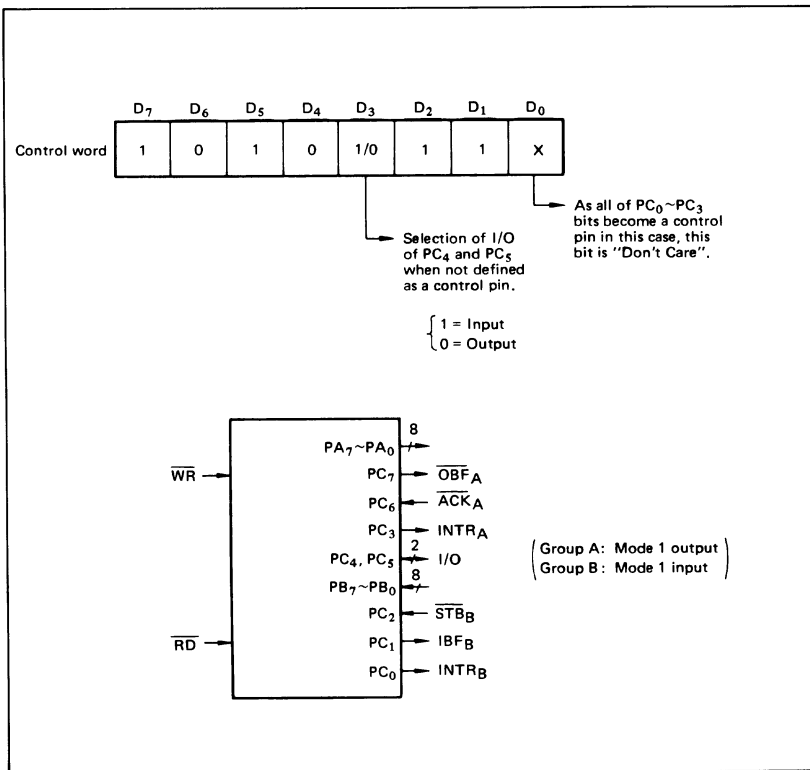 D7 D6 D5 D4 D3 D2 D1 D0
Control word 1 0 1 0 1/0 1 1 X
As all of PC0~PC3
bits become a control
pin in this case, this
bit is "Don't Care".
Selection of I/O
of PC4 and PC5
when not defined
as a control pin.
1 = Input
0 = Output
8
PA7~PA0
WR
PC7 OBFA
PC6 ACKA
PC3 INTRA
2
PC4, PC5 I/O
(Group A: Mode 1 output
Group B: Mode 1 input)
8
PB7~PB0
PC2 STBB
RD
PC1 IBFB
PC0 INTRB